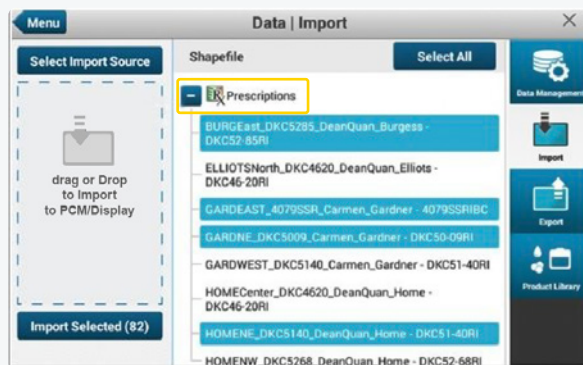 Menu
Data | Import
Select Import Source
drag or Drop
to Import
to PCM/Display
Import Selected (82)
Shapefile
Select All
Prescriptions
BURGEast_DKC5285_DeanQuan_Burgess -
DKC52-85RI
ELLIOTSNorth_DKC4620_DeanQuan_Elliots -
DKC46-20RI
GARDEAST_4079SSR_Carmen_Gardner - 4079SSRIBC
GARDNE_DKC5009_Carmen_Gardner - DKC50-09RI
GARDWEST_DKC5140_Carmen_Gardner - DKC51-40RI
HOMECenter_DKC4620_DeanQuan_Home -
DKC46-20RI
HOMENE_DKC5140_DeanQuan_Home - DKC51-40RI
HOMENW_DKC5268_DeanQuan_Home - DKC52-68RI
Data Management
Import
Export
Product Library